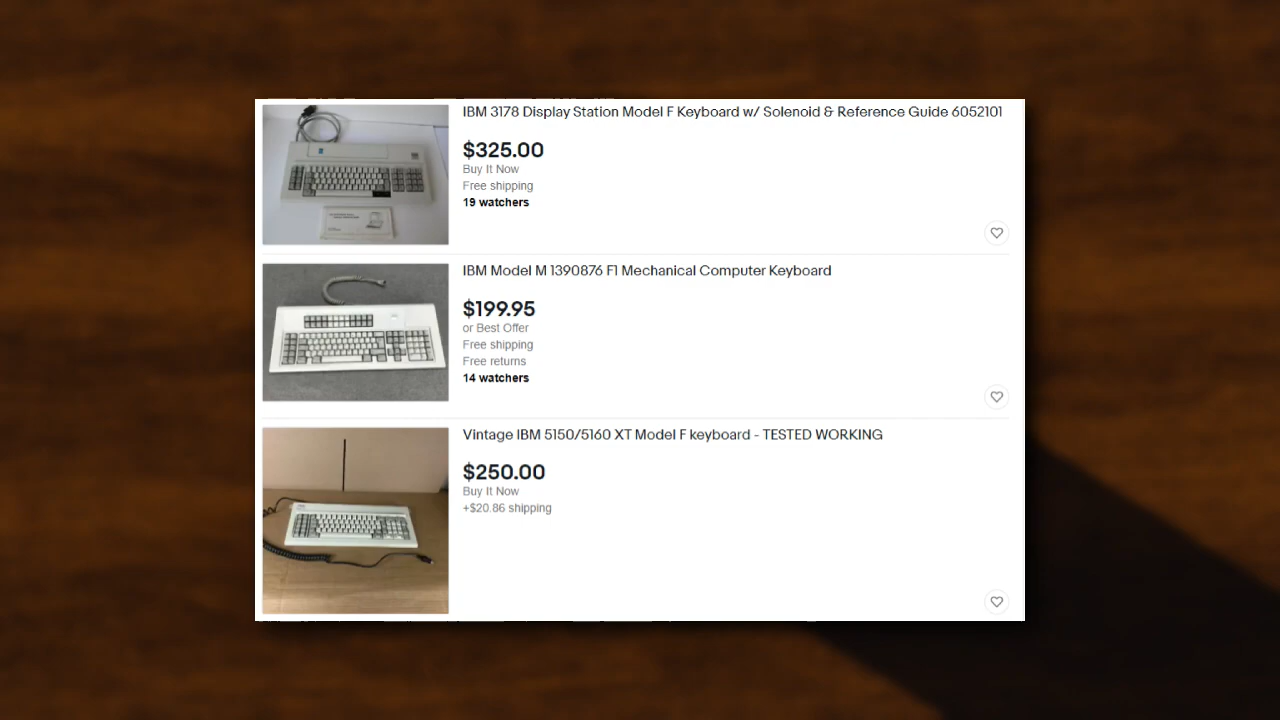 IBM 3178 Display Station Model F Keyboard w/ Solenoid & Reference Guide 6052101
$325.00
Buy It Now
Free shipping
19 watchers
IBM Model M 1390876 F1 Mechanical Computer Keyboard
$199.95
or Best Offer
Free shipping
Free returns
14 watchers
Vintage IBM 5150/5160 XT Model F keyboard - TESTED WORKING
$250.00
Buy It Now
+$20.86 shipping